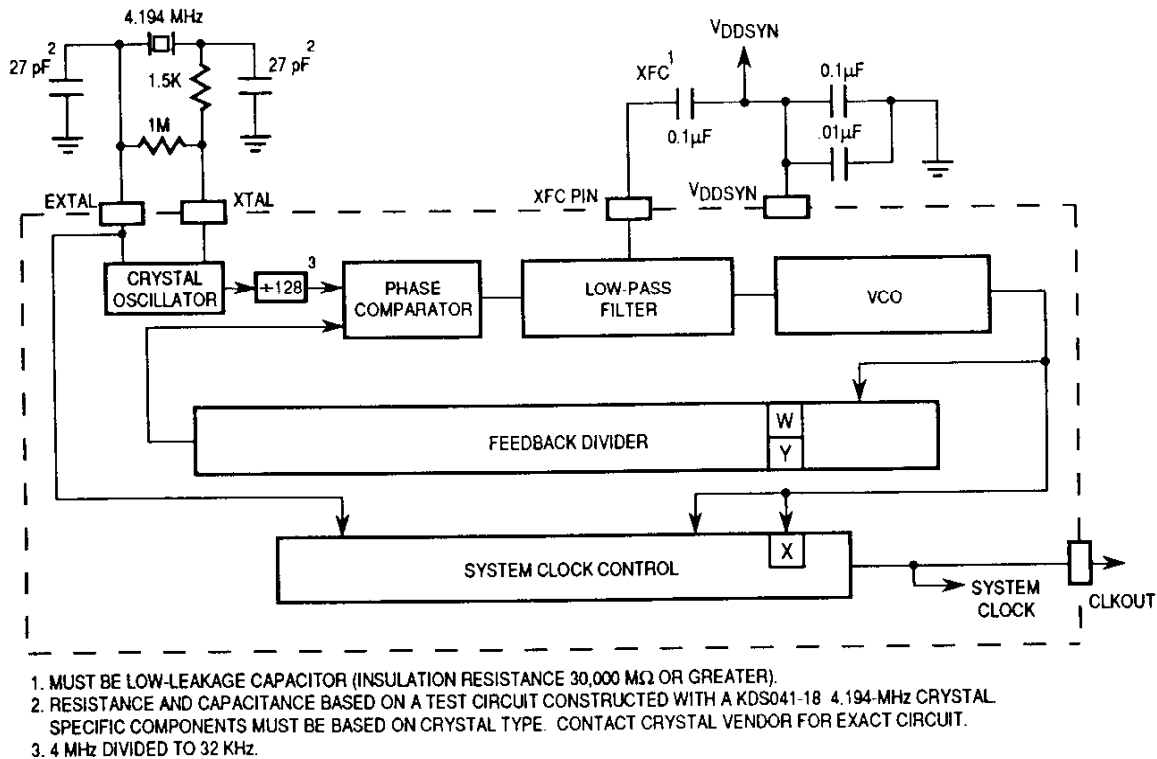 4.194 MHz
2
27 pF
2
27 pF
1.5K
1M
EXTAL
XTAL
VDDSYN
XFC
1
0.1µF
0.1µF
.01µF
XFC PIN
VDDSYN
CRYSTAL
OSCILLATOR
÷128
3
PHASE
COMPARATOR
LOW-PASS
FILTER
VCO
FEEDBACK DIVIDER
W
Y
SYSTEM CLOCK CONTROL
X
SYSTEM
CLOCK
CLKOUT
1. MUST BE LOW-LEAKAGE CAPACITOR (INSULATION RESISTANCE 30,000 MΩ OR GREATER).
2. RESISTANCE AND CAPACITANCE BASED ON A TEST CIRCUIT CONSTRUCTED WITH A KDS041-18 4.194-MHz CRYSTAL.
SPECIFIC COMPONENTS MUST BE BASED ON CRYSTAL TYPE. CONTACT CRYSTAL VENDOR FOR EXACT CIRCUIT.
3. 4 MHz DIVIDED TO 32 KHz.